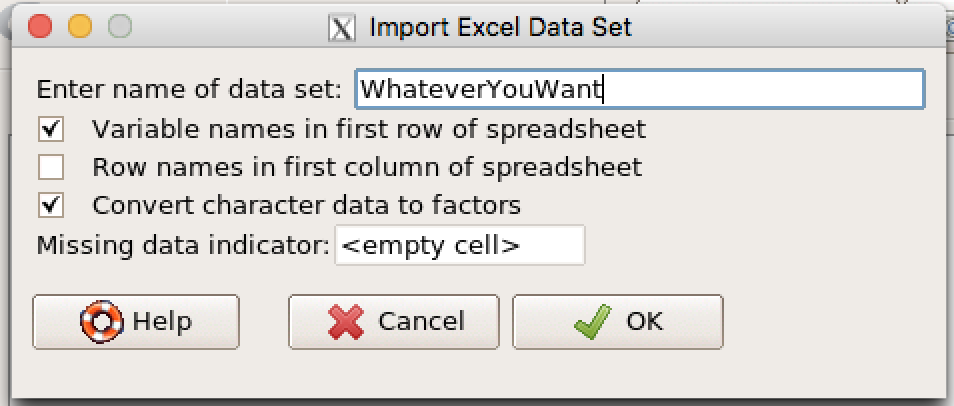 Import Excel Data Set
Enter name of data set: WhateverYouWant
Variable names in first row of spreadsheet
Row names in first column of spreadsheet
Convert character data to factors
Missing data indicator: <empty cell>
Help Cancel OK